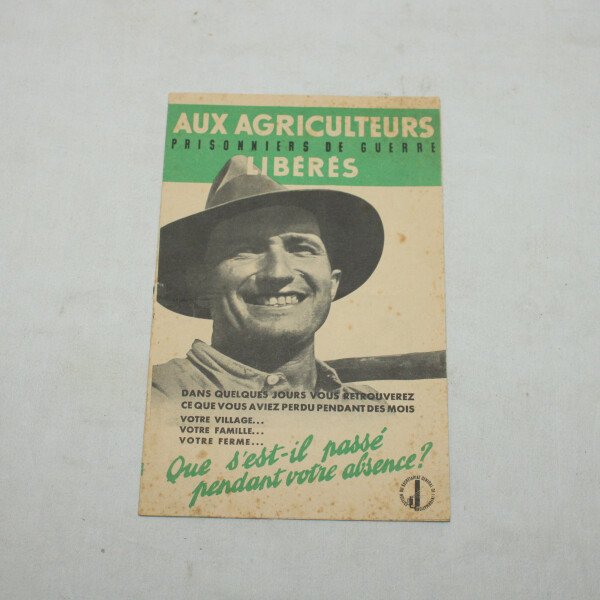 AUX AGRICULTEURS
PRISONNIERS DE GUERRE
LIBÉRÉS
DANS QUELQUES JOURS VOUS RETROUVEREZ
CE QUE VOUS AVIEZ PERDU PENDANT DES MOIS
VOTRE VILLAGE...
VOTRE FAMILLE...
VOTRE FERME...
Que s'est-il passé
pendant votre absence?